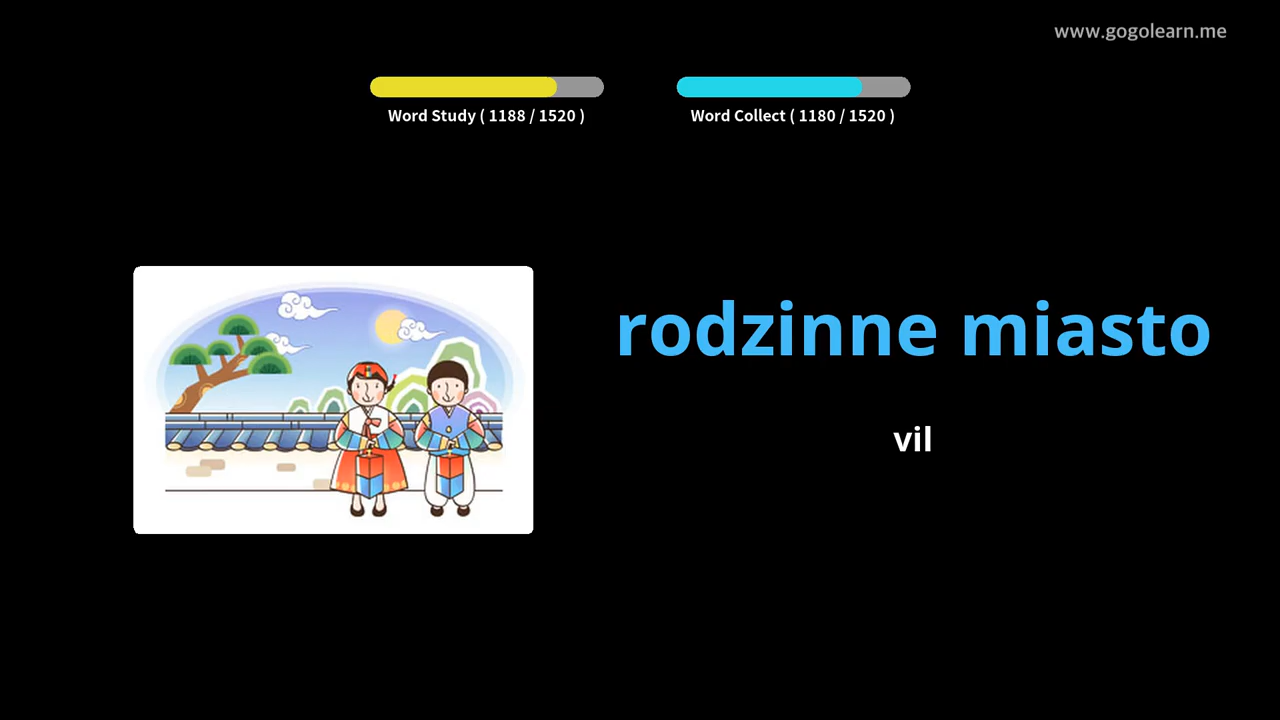 www.gogolearn.me
Word Study ( 1188 / 1520 )
Word Collect ( 1180 / 1520 )
rodzinne miasto
vil